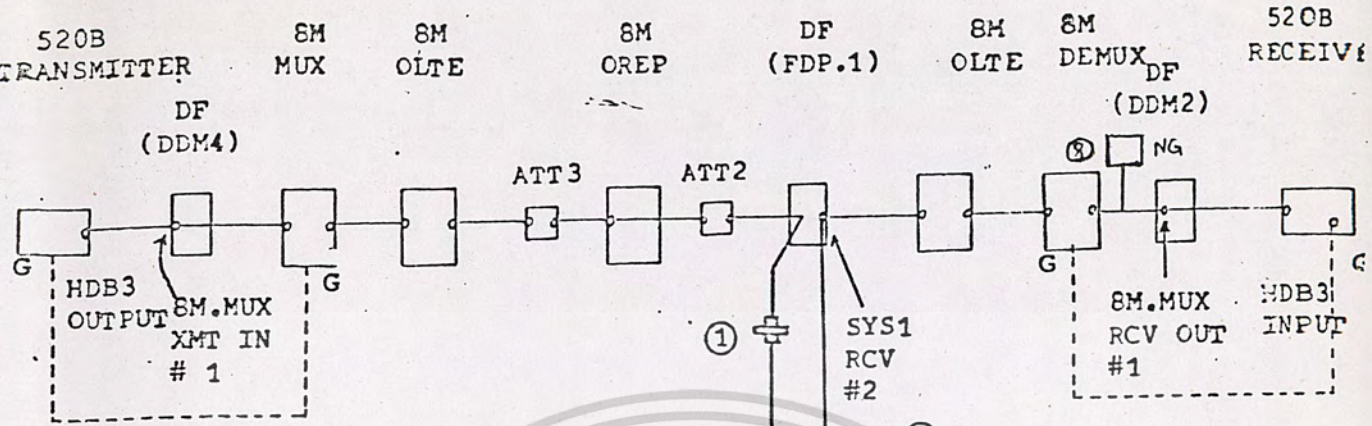 520B
TRANSMITTER
DF
(DDM4)
8M
MUX
8M
OLTE
8M
OREP
DF
(FDP.1)
8M
OLTE
8M
DEMUX
DF
(DDM2)
520B
RECEIVE
ATT3
ATT2
⑧ NG
G
HDB3
OUTPUT
8M.MUX
XMT IN
# 1
G
①
SYS1
RCV
#2
G
8M.MUX
RCV OUT
#1
HDB3
INPUT
G